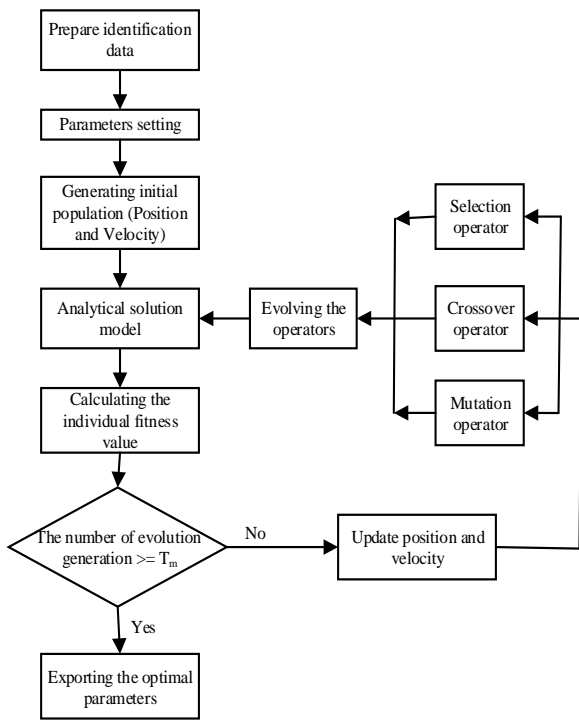 Prepare identification
data
Parameters setting
Generating initial
population (Position
and Velocity)
Analytical solution
model
Calculating the
individual fitness
value
The number of evolution
generation >= Tm
No
Yes
Exporting the optimal
parameters
Update position and
velocity
Selection
operator
Crossover
operator
Mutation
operator
Evolving the
operators